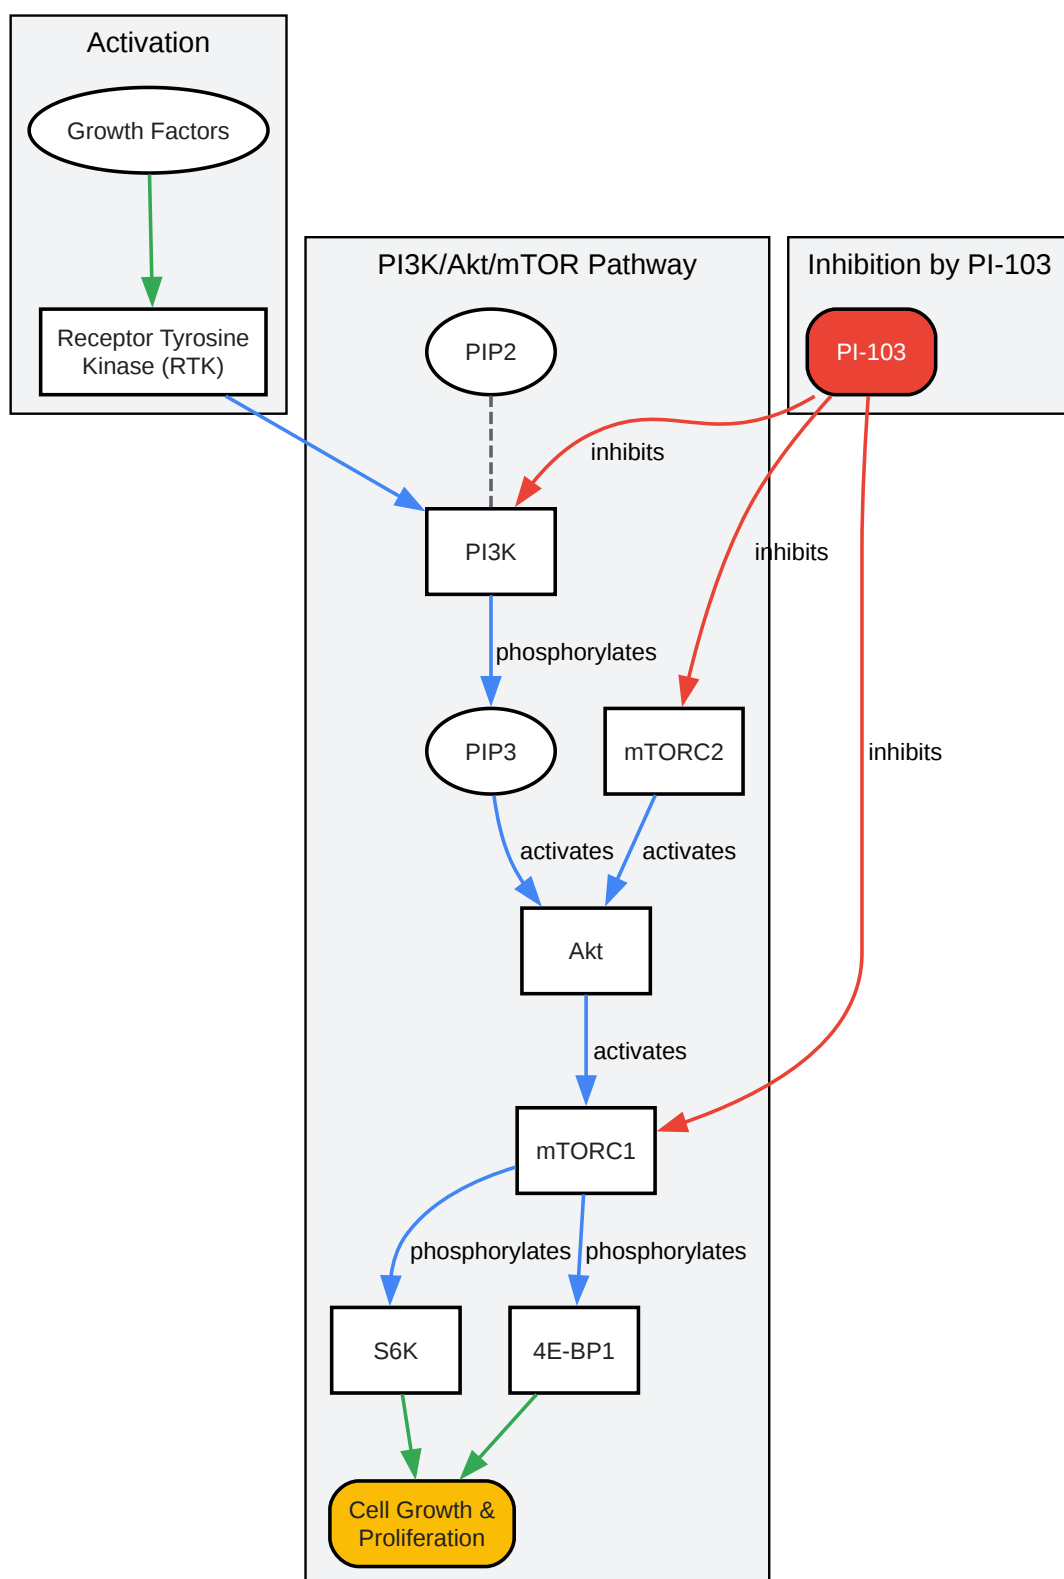 Activation
Growth Factors
Receptor Tyrosine
Kinase (RTK)
PI3K/Akt/mTOR Pathway
Inhibition by PI-103
PIP2
PI-103
inhibits
PI3K
inhibits
phosphorylates
PIP3
mTORC2
inhibits
activates
activates
Akt
activates
mTORC1
phosphorylates
phosphorylates
S6K
4E-BP1
Cell Growth &
Proliferation